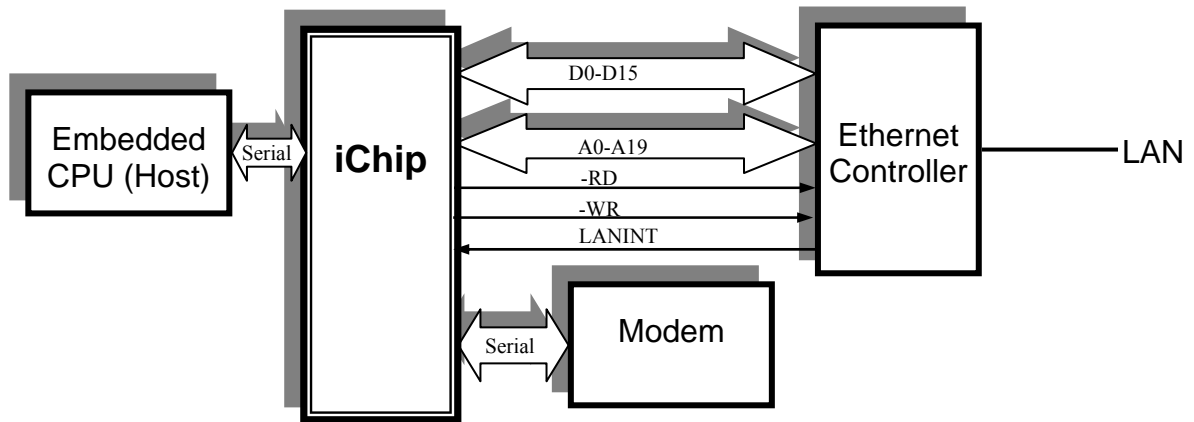 Embedded
CPU (Host)
Serial
iChip
D0-D15
A0-A19
-RD
-WR
LANINT
Serial
Modem
Ethernet
Controller
LAN